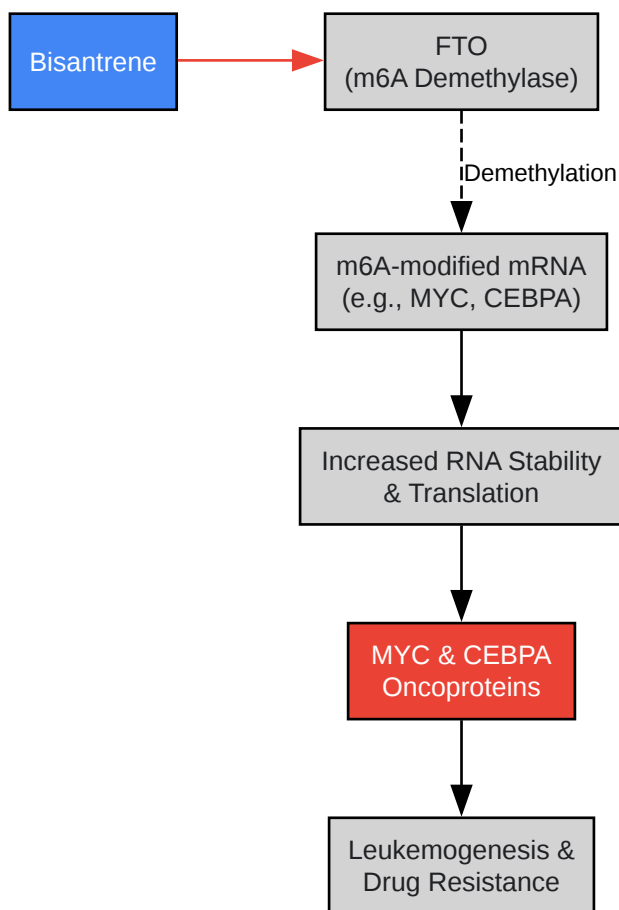 Bisantrene
FTO
(m6A Demethylase)
Demethylation
m6A-modified mRNA
(e.g., MYC, CEBPA)
Increased RNA Stability
& Translation
MYC & CEBPA
Oncoproteins
Leukemogenesis &
Drug Resistance